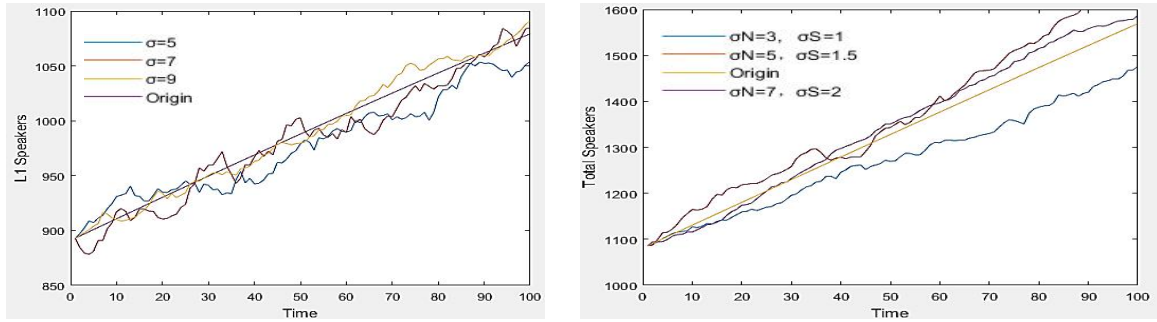 1100
1050
1000
950
900
850
L1 Speakers
σ=5
σ=7
σ=9
Origin
0 10 20 30 40 50 60 70 80 90 100
Time
1600
1500
1400
1300
1200
1100
1000
Total Speakers
σN=3, σS=1
σN=5, σS=1.5
Origin
σN=7, σS=2
0 10 20 30 40 50 60 70 80 90 100
Time